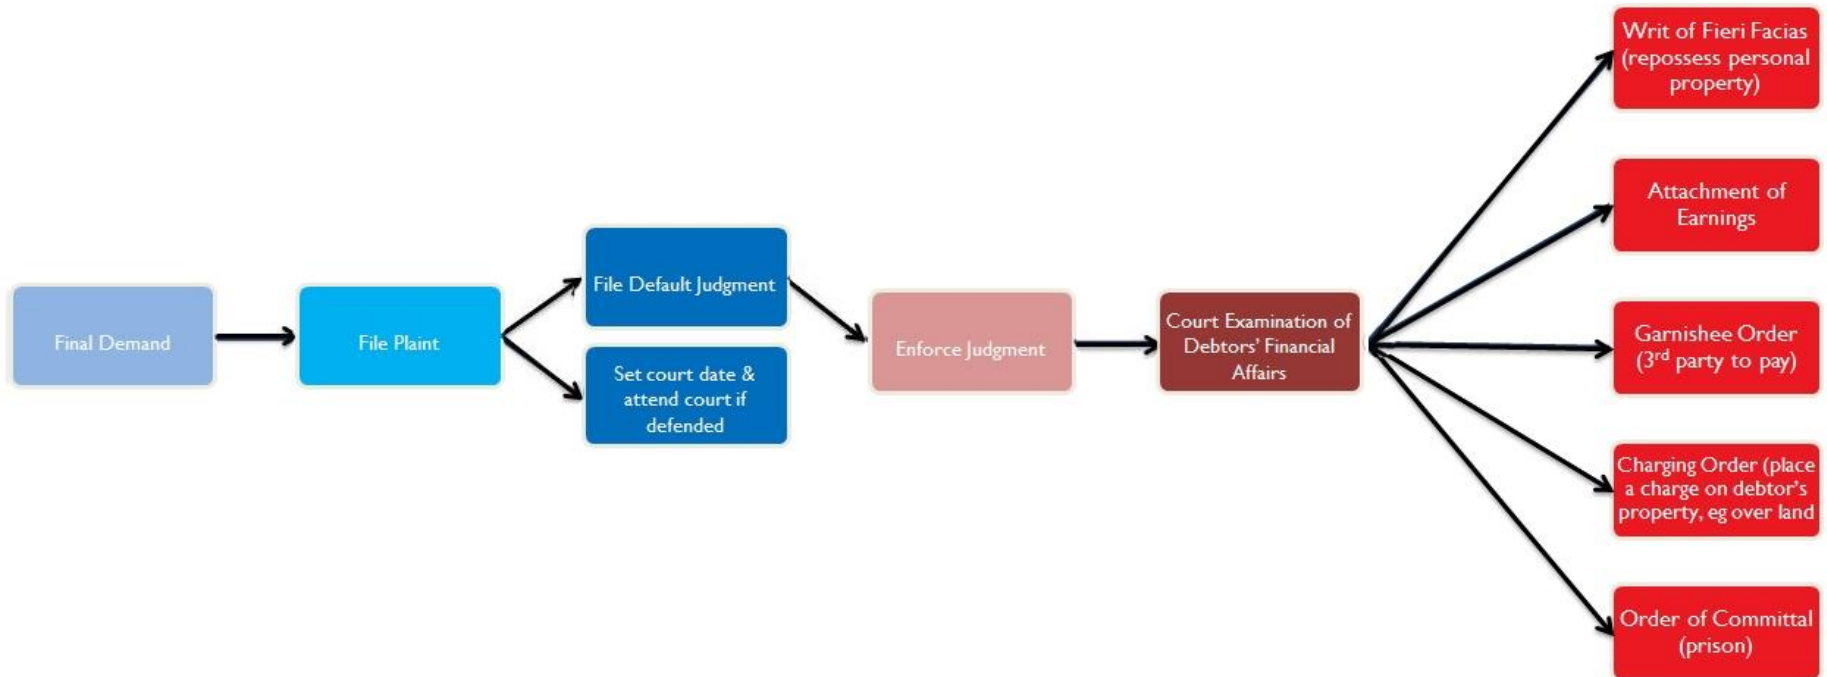 Final Demand
File Plaint
File Default Judgment
Set court date &
attend court if
defended
Enforce Judgment
Court Examination of
Debtors' Financial
Affairs
Writ of Fieri Facias
(repossess personal
property)
Attachment of
Earnings
Garnishee Order
(3rd party to pay)
Charging Order (place
a charge on debtor's
property, eg over land
Order of Committal
(prison)